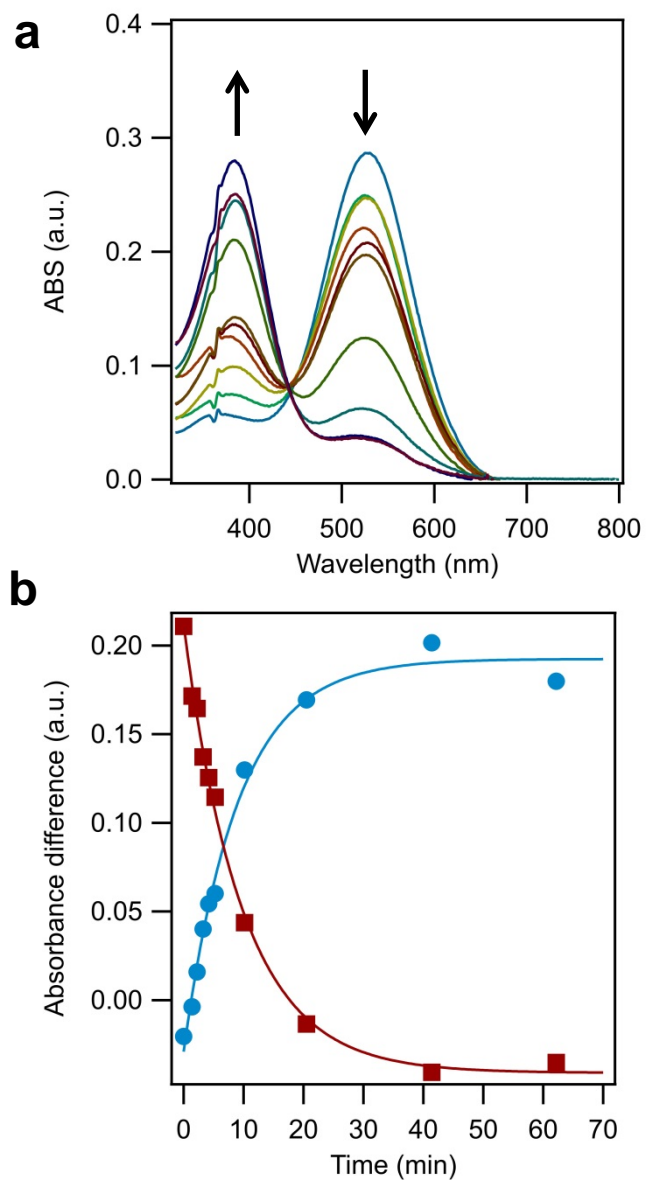 a
0.4
0.3
0.2
0.1
0.0
ABS (a.u.)
400 500 600 700 800
Wavelength (nm)
b
0.20
0.15
0.10
0.05
0.00
Absorbance difference (a.u.)
0 10 20 30 40 50 60 70
Time (min)